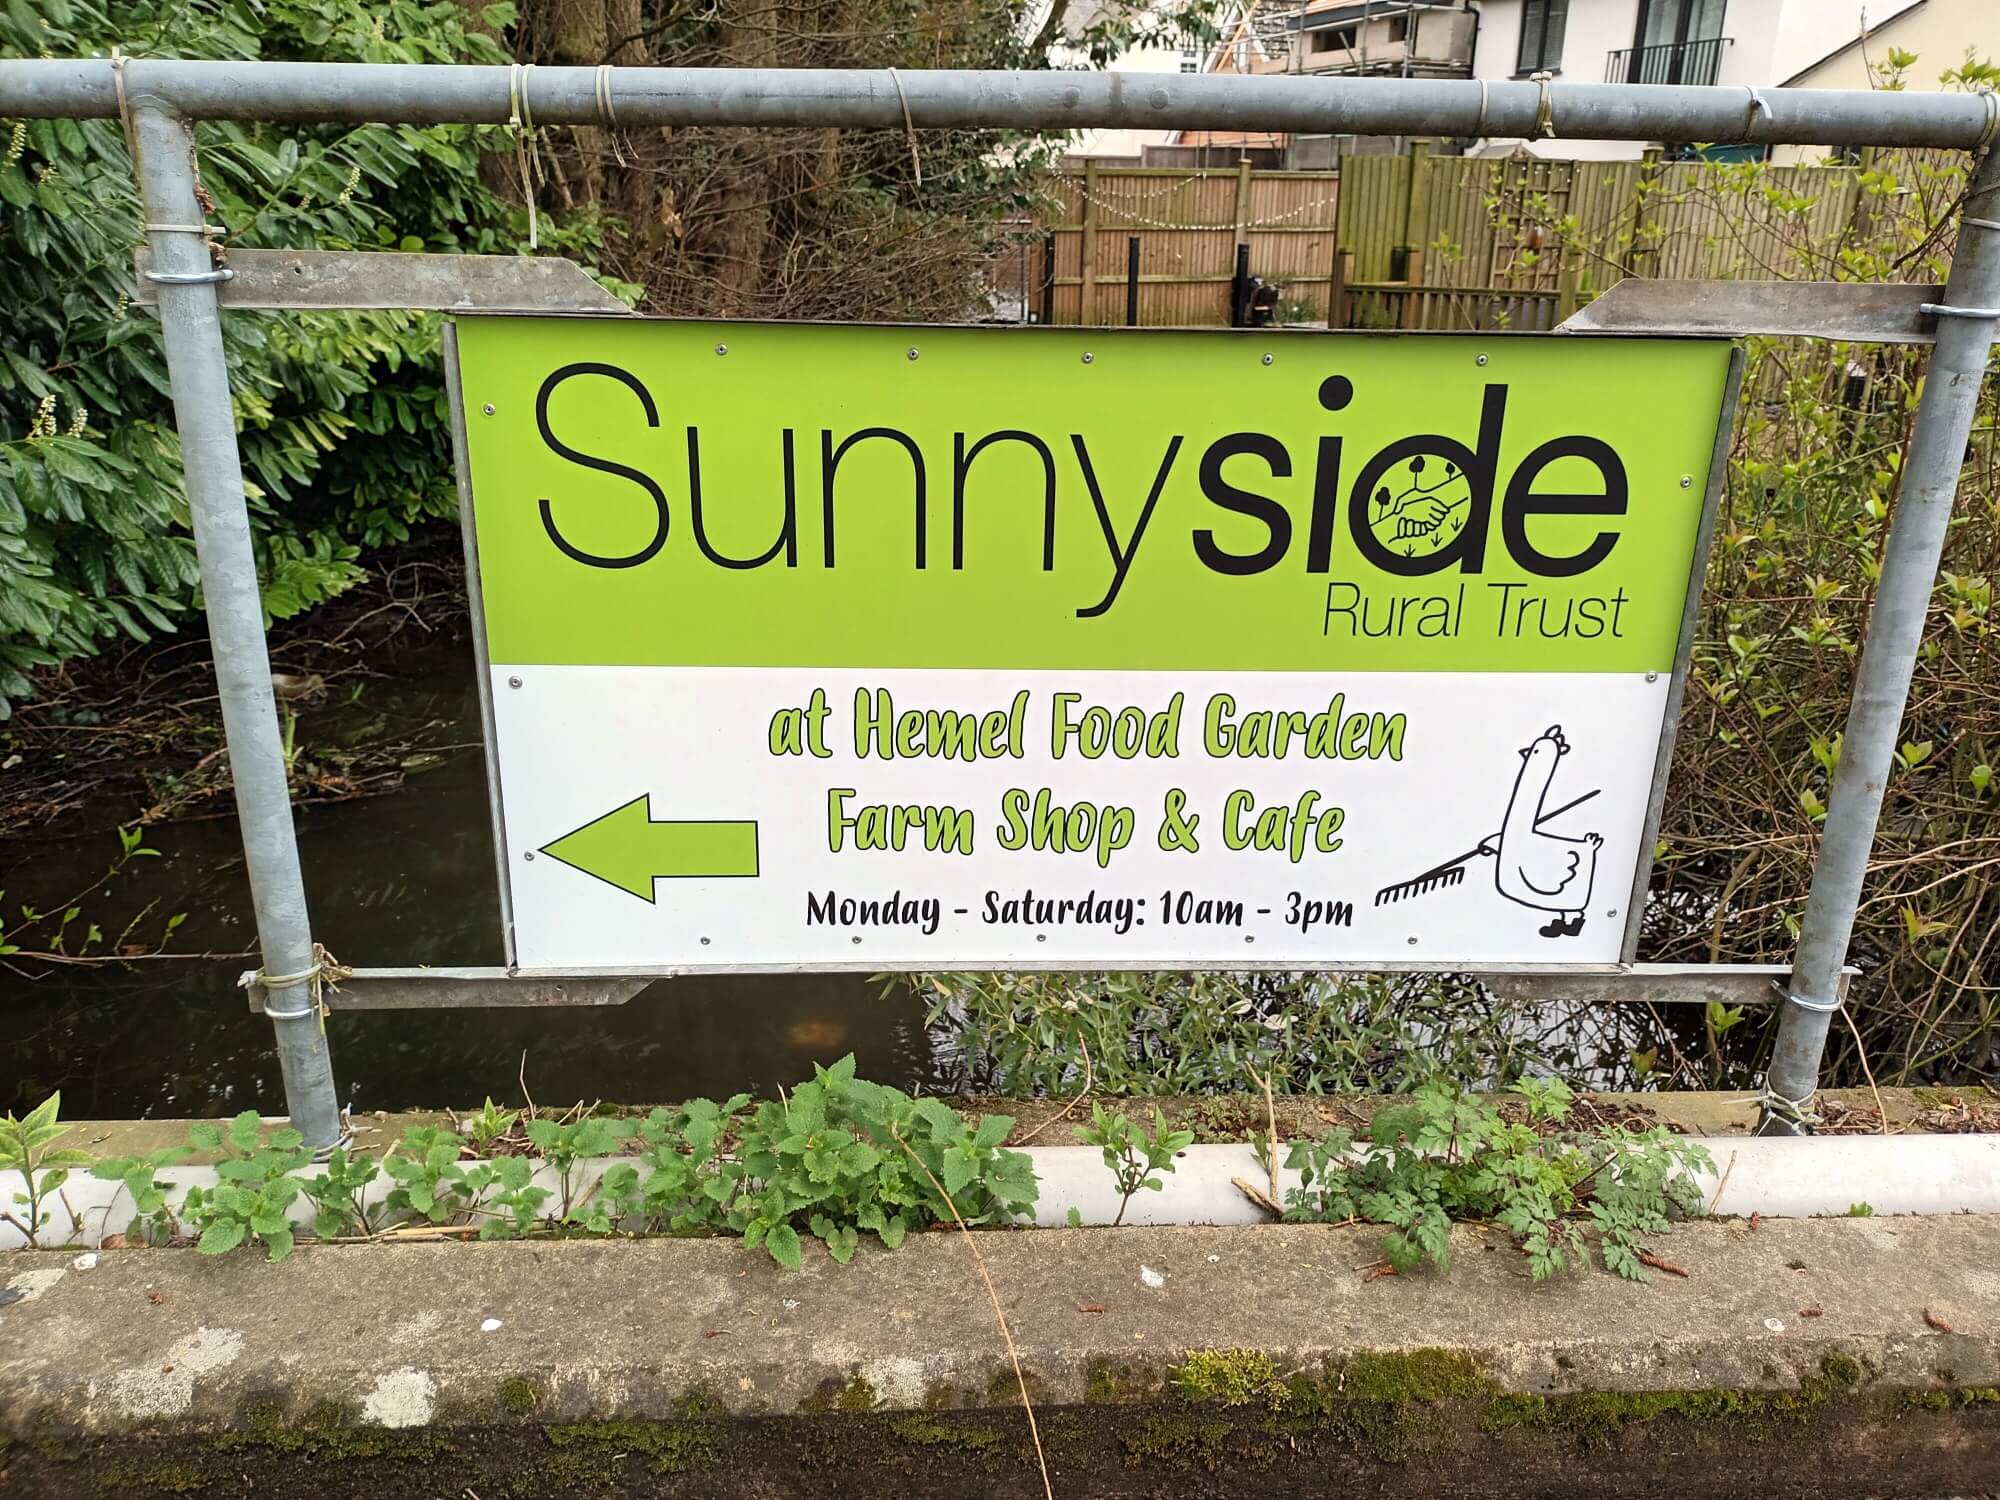 Sunnyside
Rural Trust
at Hemel Food Garden
Farm Shop & Cafe
Monday - Saturday: 10am - 3pm